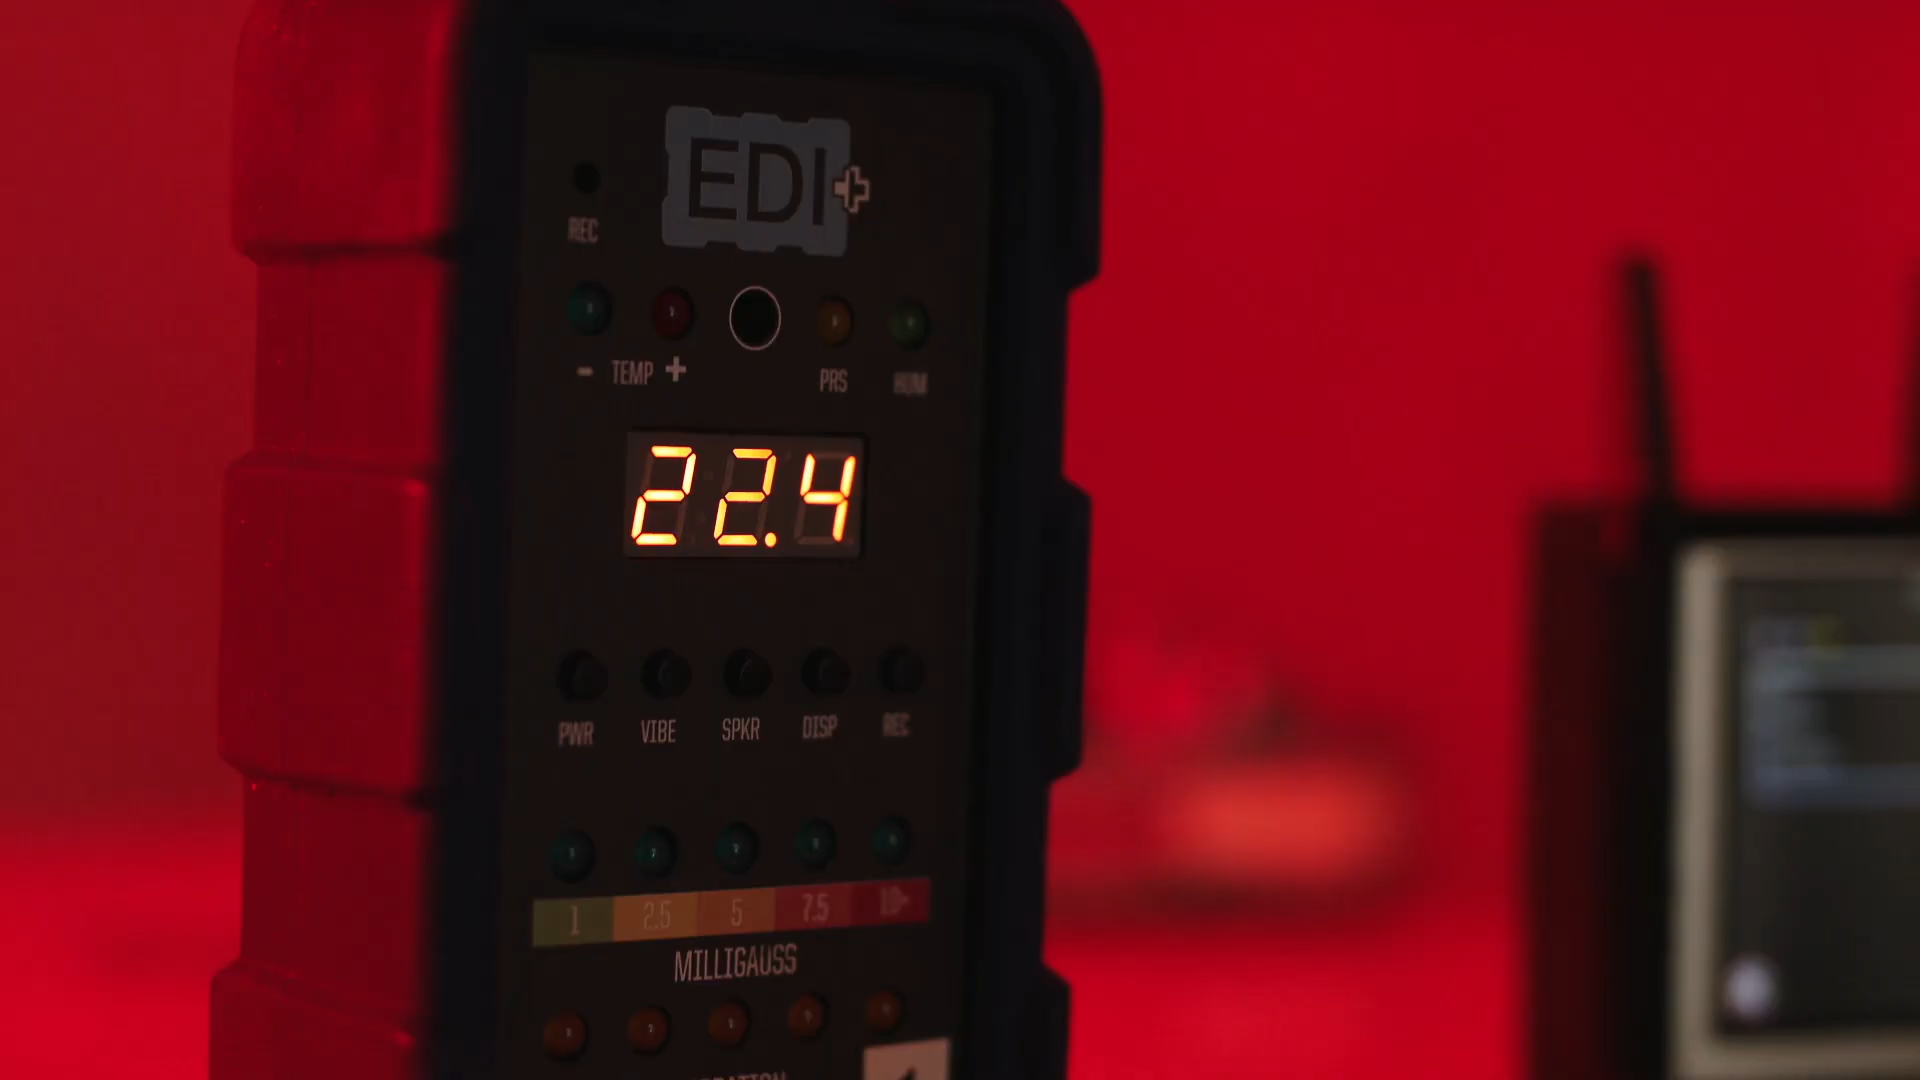 EDI+
REC
- TEMP +
PRS HUM
22.4
PWR VIBE SPKR DISP REC
1 2.5 5 7.5 10+
MILLIGAUSS